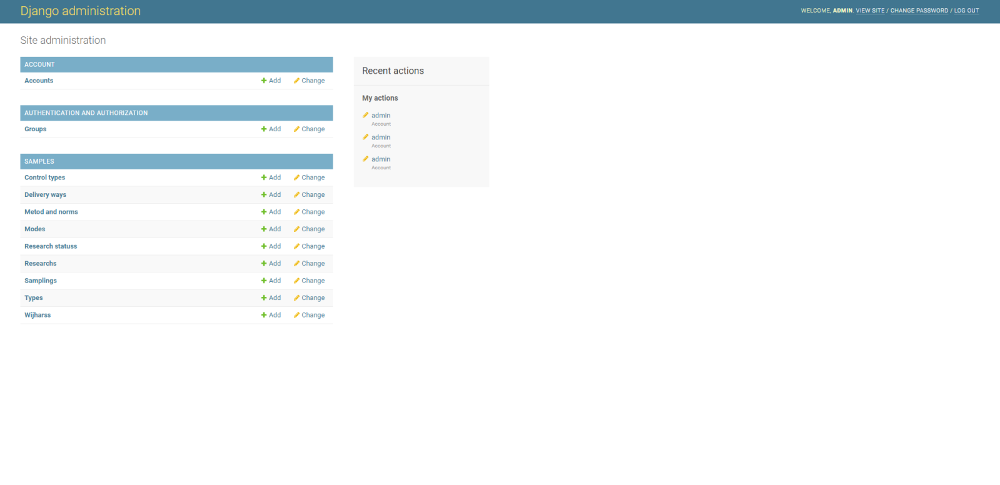 Django administration
WELCOME, ADMIN. VIEW SITE / CHANGE PASSWORD / LOG OUT
Site administration
ACCOUNT
Accounts Add Change
AUTHENTICATION AND AUTHORIZATION
Groups Add Change
SAMPLES
Control types Add Change
Delivery ways Add Change
Metod and norms Add Change
Modes Add Change
Research statuss Add Change
Researchs Add Change
Samplings Add Change
Types Add Change
Wijharss Add Change
Recent actions
My actions
admin
Account
admin
Account
admin
Account